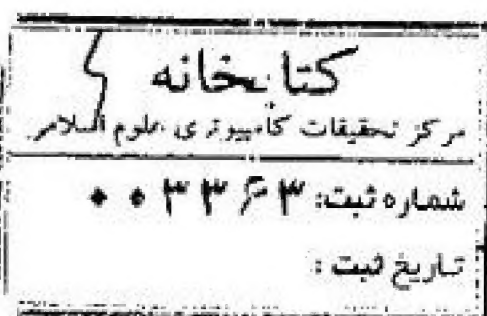 کتابخانه
مرکز تحقیقات کامپیوتری علوم اسلامی
شماره ثبت: ۰۰۳۳۶۳
تاریخ ثبت: